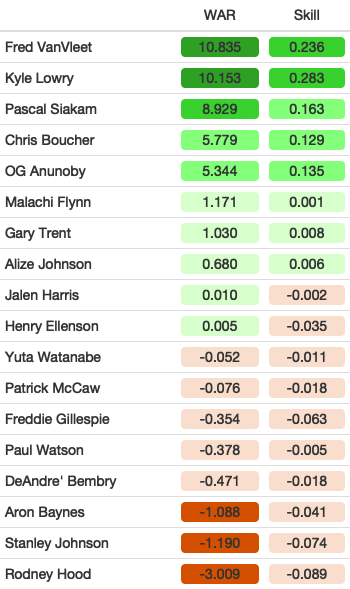 WAR Skill
Fred VanVleet 10.835 0.236
Kyle Lowry 10.153 0.283
Pascal Siakam 8.929 0.163
Chris Boucher 5.779 0.129
OG Anunoby 5.344 0.135
Malachi Flynn 1.171 0.001
Gary Trent 1.030 0.008
Alize Johnson 0.680 0.006
Jalen Harris 0.010 -0.002
Henry Ellenson 0.005 -0.035
Yuta Watanabe -0.052 -0.011
Patrick McCaw -0.076 -0.018
Freddie Gillespie -0.354 -0.063
Paul Watson -0.378 -0.005
DeAndre' Bembry -0.471 -0.018
Aron Baynes -1.088 -0.041
Stanley Johnson -1.190 -0.074
Rodney Hood -3.009 -0.089